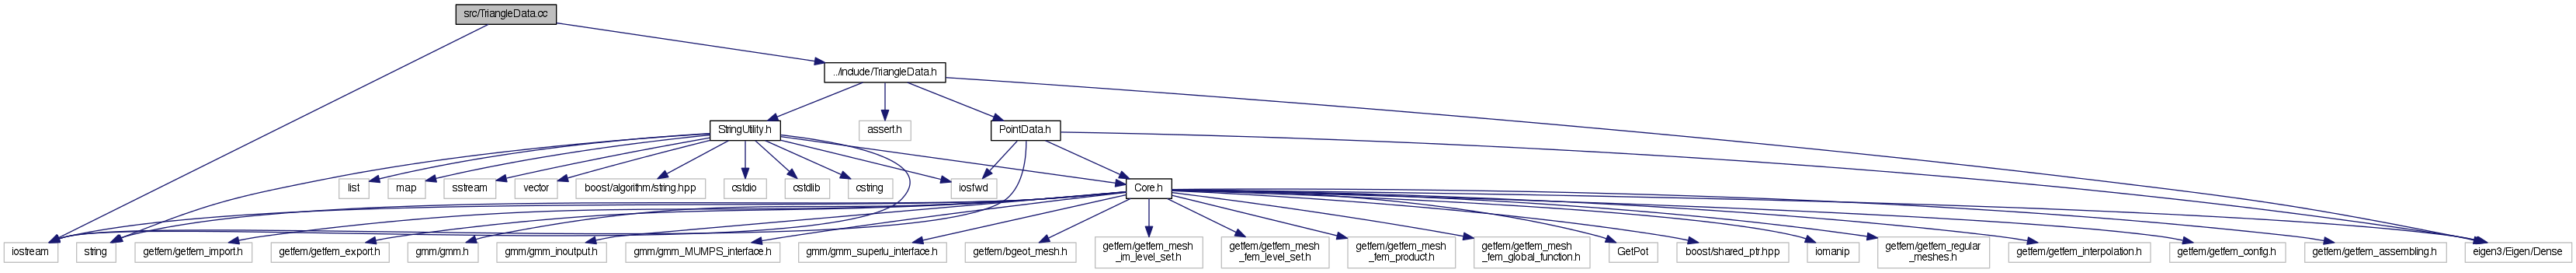 src/TriangleData.cc
../include/TriangleData.h
StringUtility.h
assert.h
PointData.h
list
map
sstream
vector
boost/algorithm/string.hpp
cstdio
cstdlib
cstring
iosfwd
Core.h
iostream
string
getfem/getfem_import.h
getfem/getfem_export.h
gmm/gmm.h
gmm/gmm_inoutput.h
gmm/gmm_MUMPS_interface.h
gmm/gmm_superlu_interface.h
getfem/bgeot_mesh.h
getfem/getfem_mesh
_im_level_set.h
getfem/getfem_mesh
_fem_level_set.h
getfem/getfem_mesh
_fem_product.h
getfem/getfem_mesh
_fem_global_function.h
GetPot
boost/shared_ptr.hpp
iomanip
getfem/getfem_regular
_meshes.h
getfem/getfem_interpolation.h
getfem/getfem_config.h
getfem/getfem_assembling.h
eigen3/Eigen/Dense